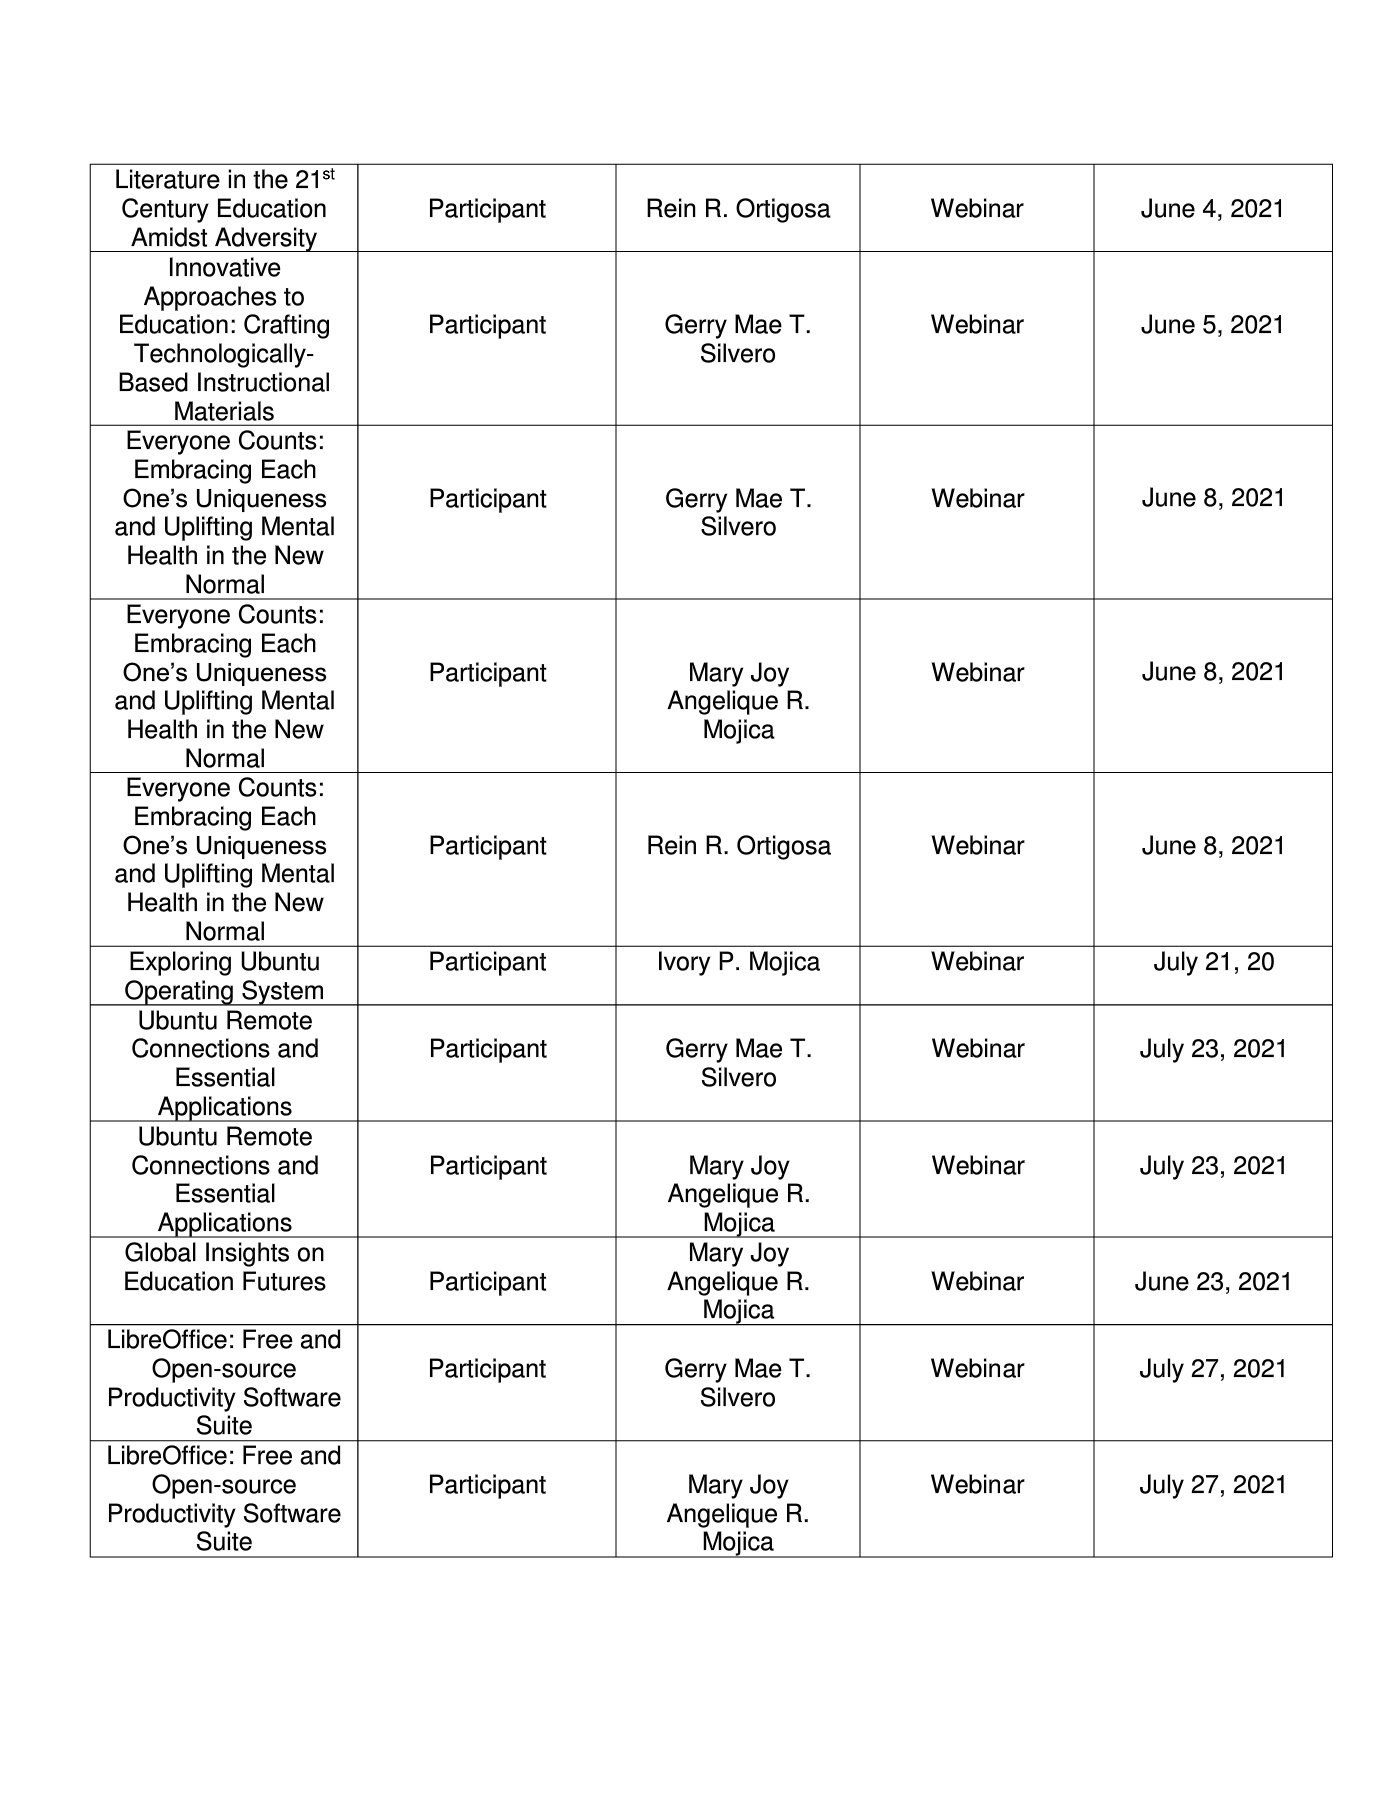 Literature in the 21st
Century Education
Amidst Adversity
Participant
Rein R. Ortigosa
Webinar
June 4, 2021
Innovative
Approaches to
Education: Crafting
Technologically-
Based Instructional
Materials
Participant
Gerry Mae T.
Silvero
Webinar
June 5, 2021
Everyone Counts:
Embracing Each
One’s Uniqueness
and Uplifting Mental
Health in the New
Normal
Participant
Gerry Mae T.
Silvero
Webinar
June 8, 2021
Everyone Counts:
Embracing Each
One’s Uniqueness
and Uplifting Mental
Health in the New
Normal
Participant
Mary Joy
Angelique R.
Mojica
Webinar
June 8, 2021
Everyone Counts:
Embracing Each
One’s Uniqueness
and Uplifting Mental
Health in the New
Normal
Participant
Rein R. Ortigosa
Webinar
June 8, 2021
Exploring Ubuntu
Operating System
Participant
Ivory P. Mojica
Webinar
July 21, 20
Ubuntu Remote
Connections and
Essential
Applications
Participant
Gerry Mae T.
Silvero
Webinar
July 23, 2021
Ubuntu Remote
Connections and
Essential
Applications
Participant
Mary Joy
Angelique R.
Mojica
Webinar
July 23, 2021
Global Insights on
Education Futures
Participant
Mary Joy
Angelique R.
Mojica
Webinar
June 23, 2021
LibreOffice: Free and
Open-source
Productivity Software
Suite
Participant
Gerry Mae T.
Silvero
Webinar
July 27, 2021
LibreOffice: Free and
Open-source
Productivity Software
Suite
Participant
Mary Joy
Angelique R.
Mojica
Webinar
July 27, 2021